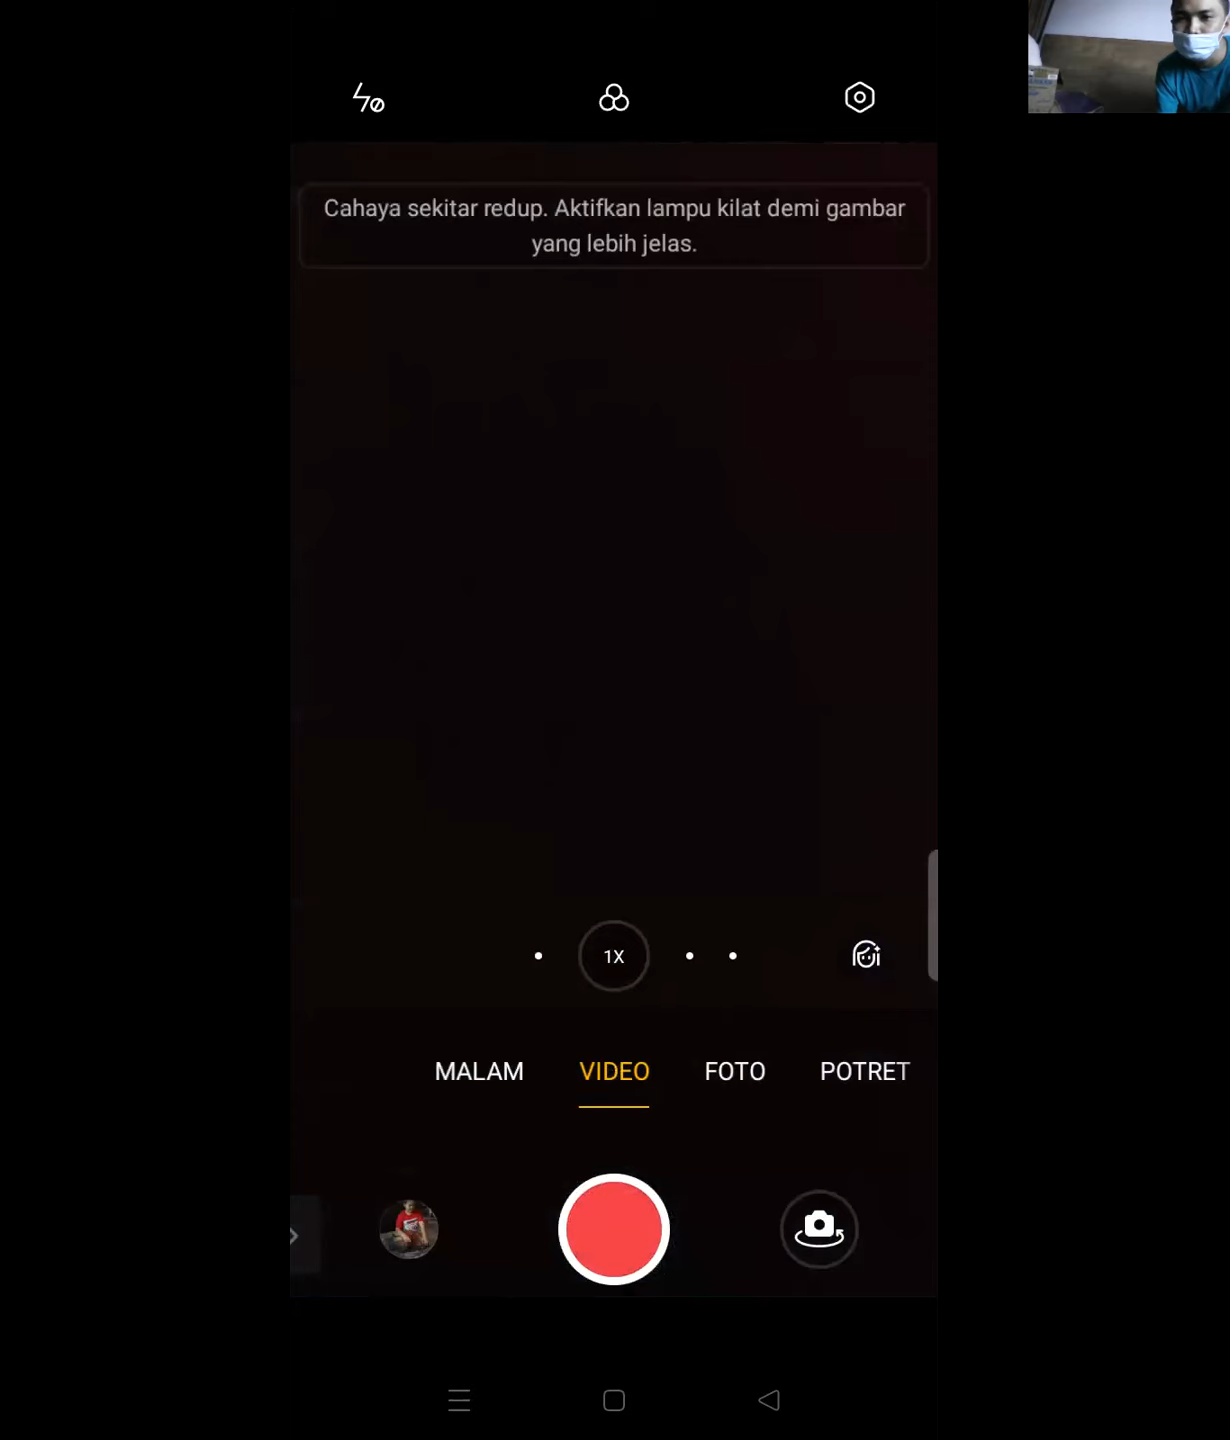 Cahaya sekitar redup. Aktifkan lampu kilat demi gambar
yang lebih jelas.
1X
MALAM VIDEO FOTO POTRET